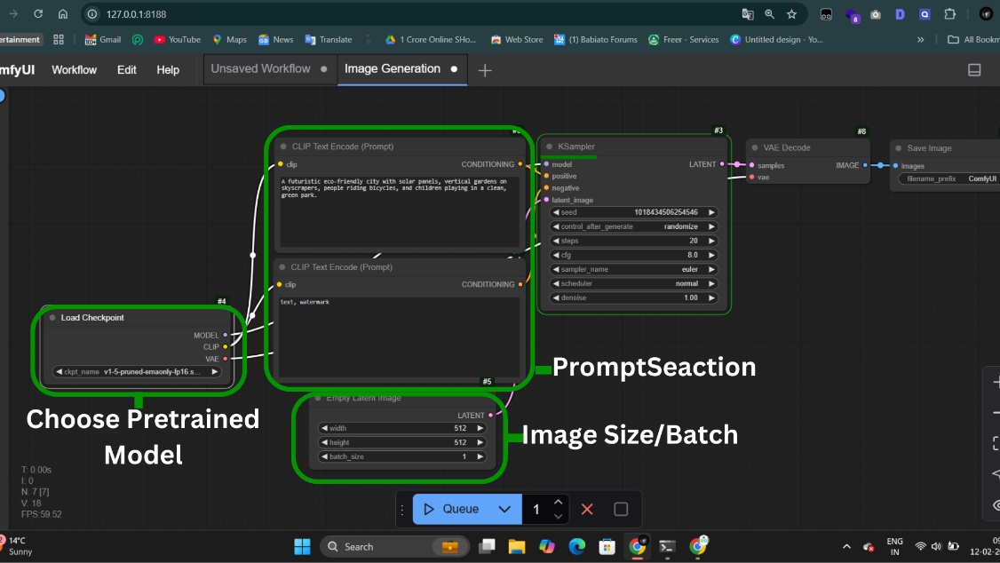 127.0.0.1:8188
8
ertainment
Gmail
YouTube
Maps
News
Translate
1 Crore Online SHo...
Web Store
(1) Babiato Forums
Freer - Services
Untitled design - Yo...
»
All Bookm
mfyUI
Workflow
Edit
Help
Unsaved Workflow
Image Generation
CLIP Text Encode (Prompt)
clip
CONDITIONING
A futuristic eco-friendly city with solar panels, vertical gardens on
skyscrapers, people riding bicycles, and children playing in a clean,
green park.
CLIP Text Encode (Prompt)
clip
CONDITIONING
text, watermark
#3
KSampler
model
LATENT
positive
negative
latent_image
seed 1018434506254546
control_after_generate randomize
steps 20
cfg 8.0
sampler_name euler
scheduler normal
denoise 1.00
#8
VAE Decode
samples
IMAGE
vae
Save Image
images
filename_prefix ComfyUI
#4
Load Checkpoint
MODEL
CLIP
VAE
ckpt_name v1-5-pruned-emaonly-fp16.s...
PromptSeaction
#5
Empty Latent Image
LATENT
width 512
height 512
batch_size 1
Choose Pretrained
Model
Image Size/Batch
T: 0.00s
I: 0
N: 7 [7]
V: 18
FPS:59.52
Queue
1
2
14°C
Sunny
Search
ENG
IN
09
12-02-2